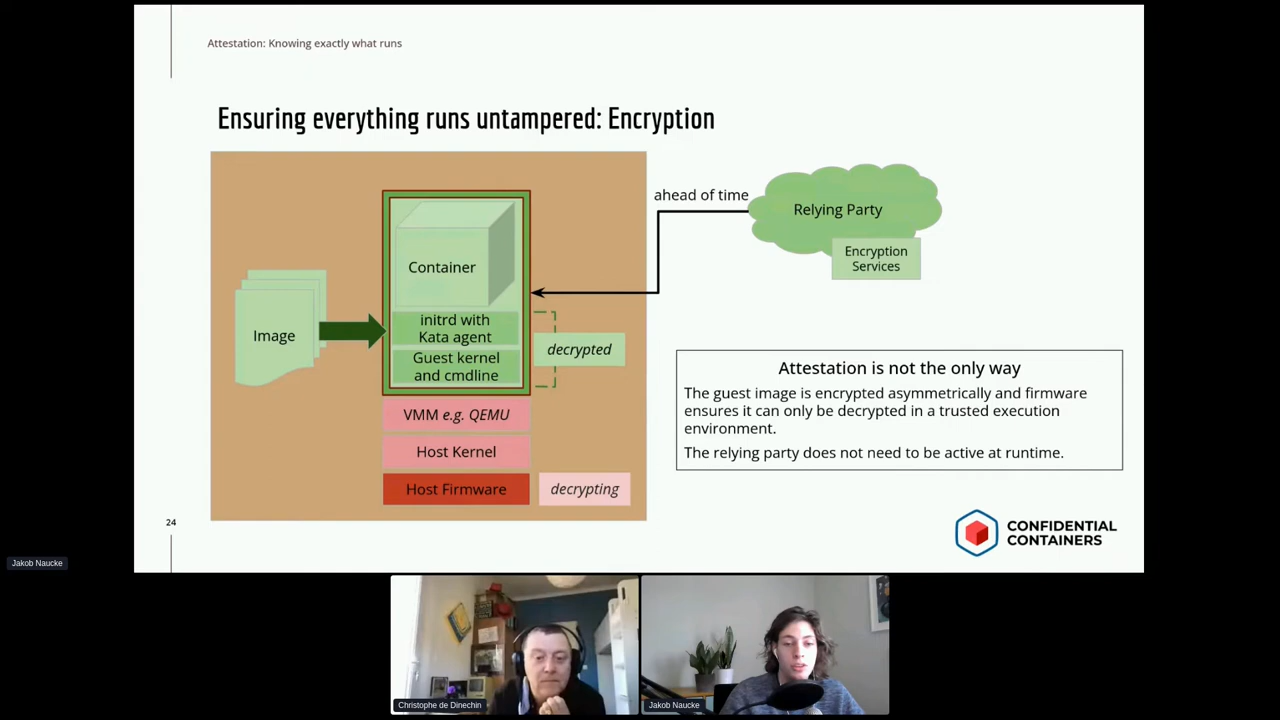 Attestation: Knowing exactly what runs
Ensuring everything runs untampered: Encryption
Container
initrd with
Kata agent
Guest kernel
and cmdline
Image
decrypted
VMM e.g. QEMU
Host Kernel
Host Firmware
decrypting
ahead of time
Relying Party
Encryption
Services
Attestation is not the only way
The guest image is encrypted asymmetrically and firmware
ensures it can only be decrypted in a trusted execution
environment.
The relying party does not need to be active at runtime.
24
CONFIDENTIAL
CONTAINERS
Jakob Naucke
Christophe de Dinechin
Jakob Naucke